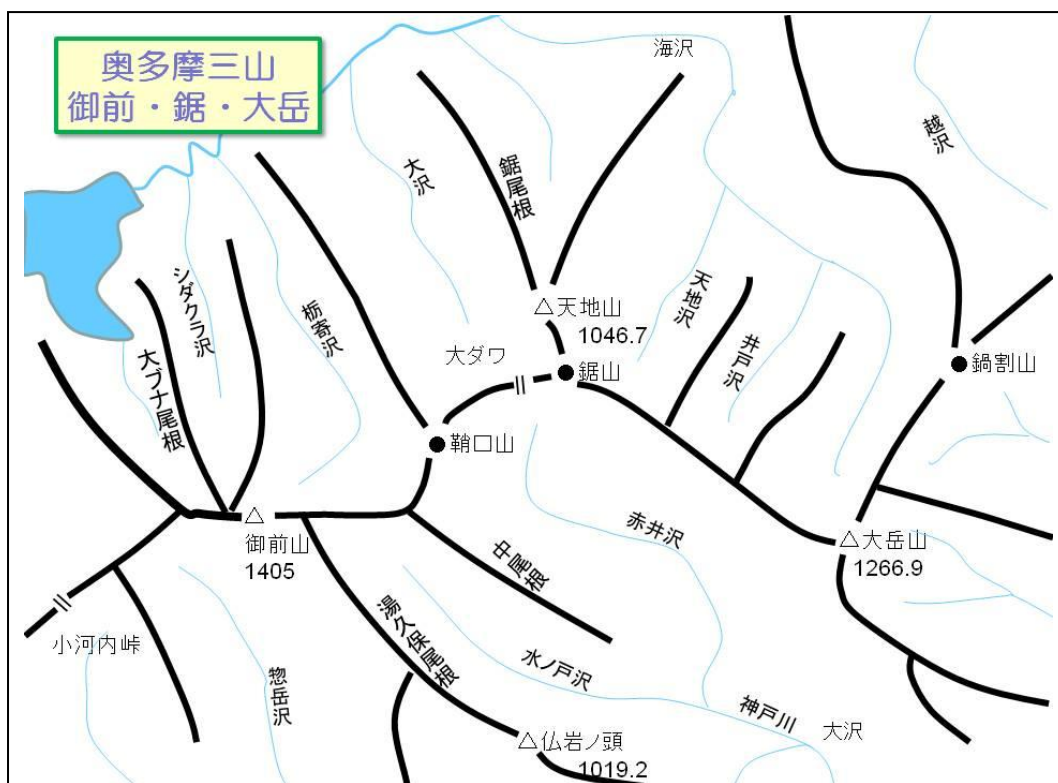 奥多摩三山
御前・鋸・大岳
海沢
越沢
大沢
鋸尾根
シダクラ沢
栃寄沢
大ブナ尾根
天地沢
井戸沢
△天地山
1046.7
大ダワ
鋸山
鍋割山
鞘口山
御前山
1405
赤井沢
△大岳山
1266.9
中尾根
湯久保尾根
小河内峠
惣岳沢
水ノ戸沢
神戸川
大沢
△仏岩ノ頭
1019.2